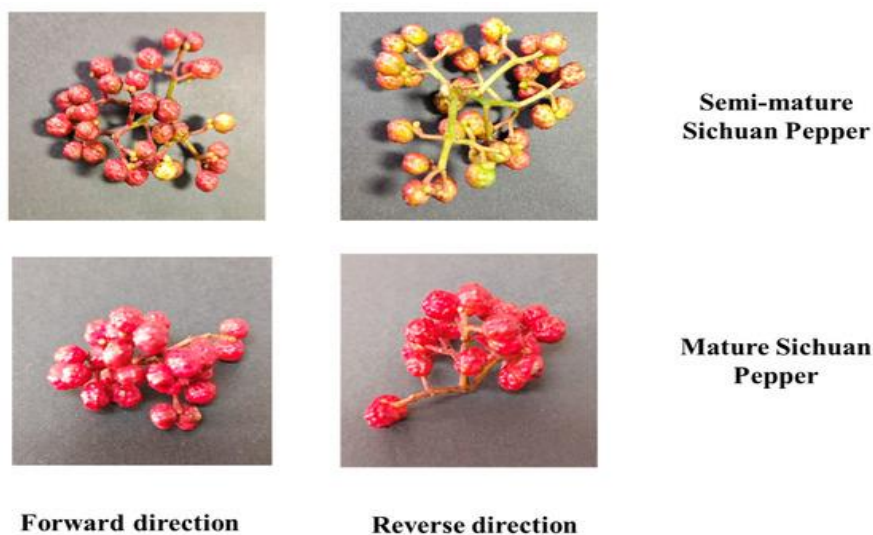 Semi-mature
Sichuan Pepper
Mature Sichuan
Pepper
Forward direction
Reverse direction